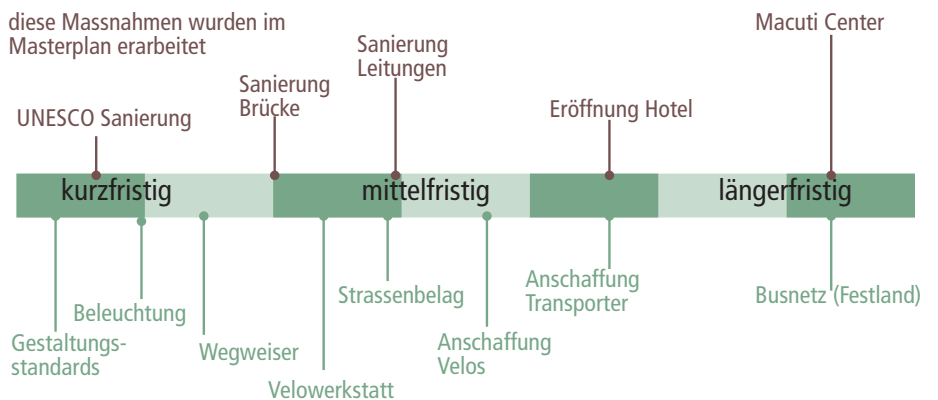 diese Massnahmen wurden im
Masterplan erarbeitet
Macuti Center
Sanierung
Leitungen
Sanierung
Brücke
UNESCO Sanierung
Eröffnung Hotel
kurzfristig
mittelfristig
längerfristig
Gestaltungs-
standards
Beleuchtung
Wegweiser
Velowerkstatt
Strassenbelag
Anschaffung
Velos
Anschaffung
Transporter
Busnetz (Festland)